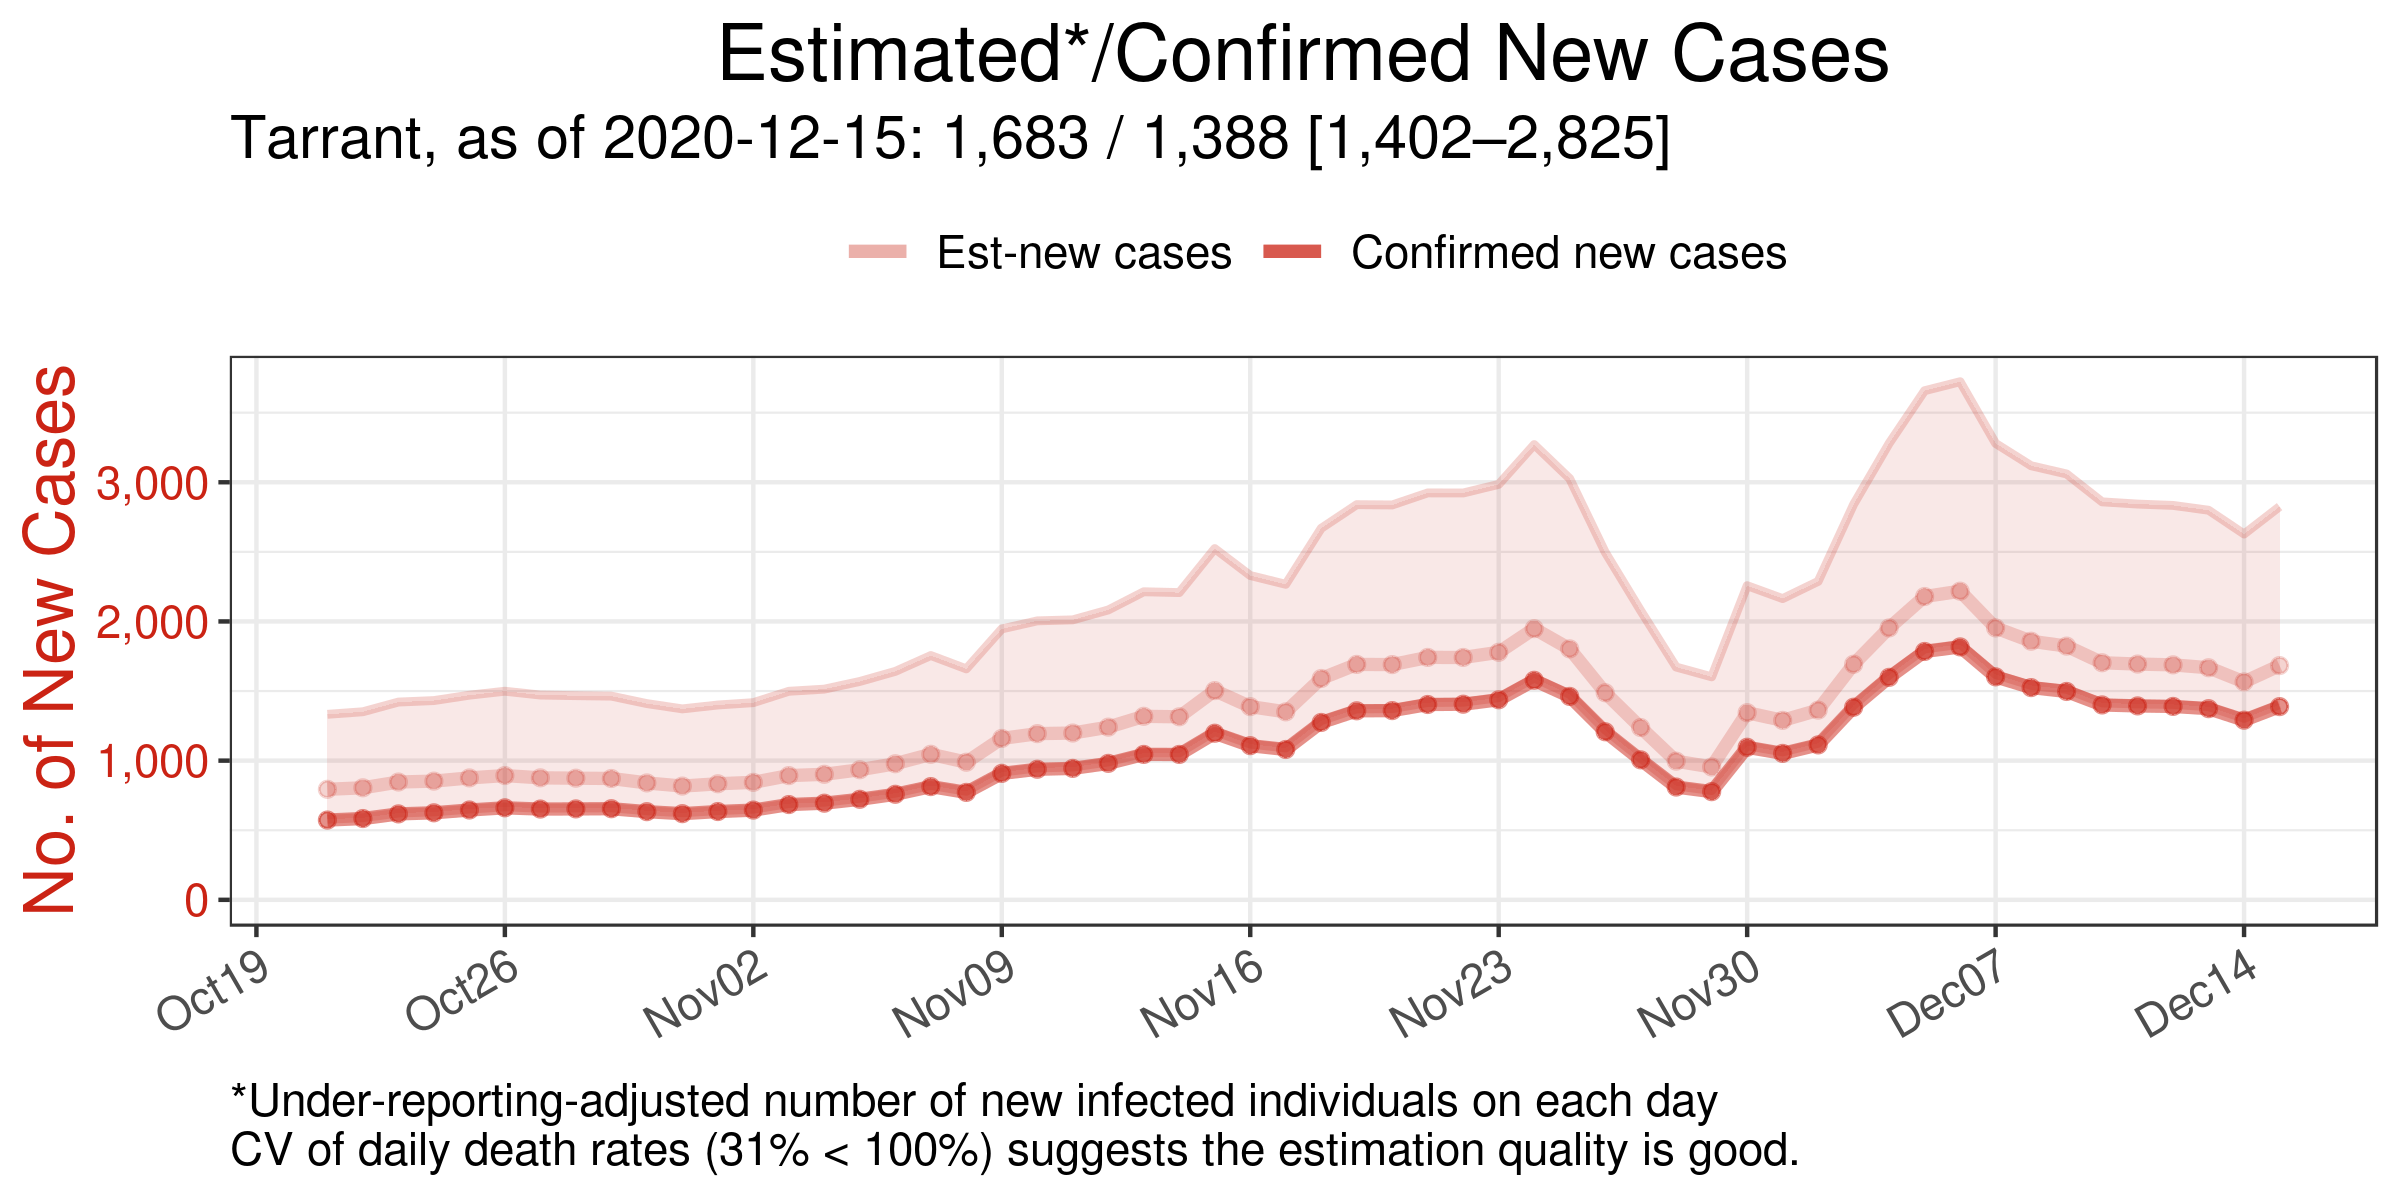 Estimated*/Confirmed New Cases
Tarrant, as of 2020-12-15: 1,683 / 1,388 [1,402–2,825]
Est-new cases
Confirmed new cases
No. of New Cases
3,000
2,000
1,000
0
Oct19
Oct26
Nov02
Nov09
Nov16
Nov23
Nov30
Dec07
Dec14
*Under-reporting-adjusted number of new infected individuals on each day
CV of daily death rates (31% < 100%) suggests the estimation quality is good.